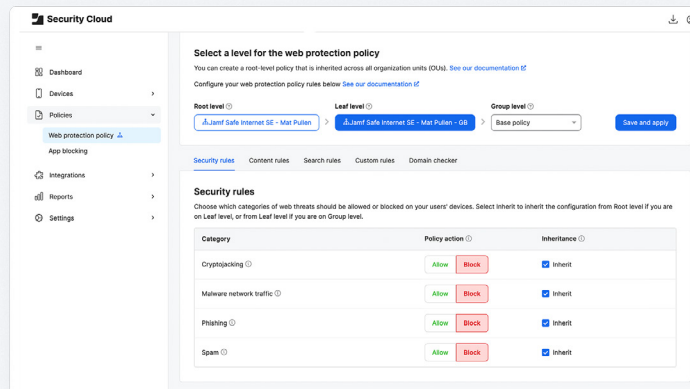 Security Cloud
Dashboard
Devices
Policies
Web protection policy
App blocking
Integrations
Reports
Settings
Select a level for the web protection policy
You can create a root-level policy that is inherited across all organization units (OUs). See our documentation
Configure your web protection policy rules below See our documentation
Root level
Leaf level
Group level
Jamf Safe Internet SE - Mat Pullen
Jamf Safe Internet SE - Mat Pullen - GB
Base policy
Save and apply
Security rules
Content rules
Search rules
Custom rules
Domain checker
Security rules
Choose which categories of web threats should be allowed or blocked on your users' devices. Select Inherit to inherit the configuration from Root level if you are
on Leaf level, or from Leaf level if you are on Group level.
Category
Policy action
Inheritance
Cryptojacking
Allow
Block
Inherit
Malware network traffic
Allow
Block
Inherit
Phishing
Allow
Block
Inherit
Spam
Allow
Block
Inherit